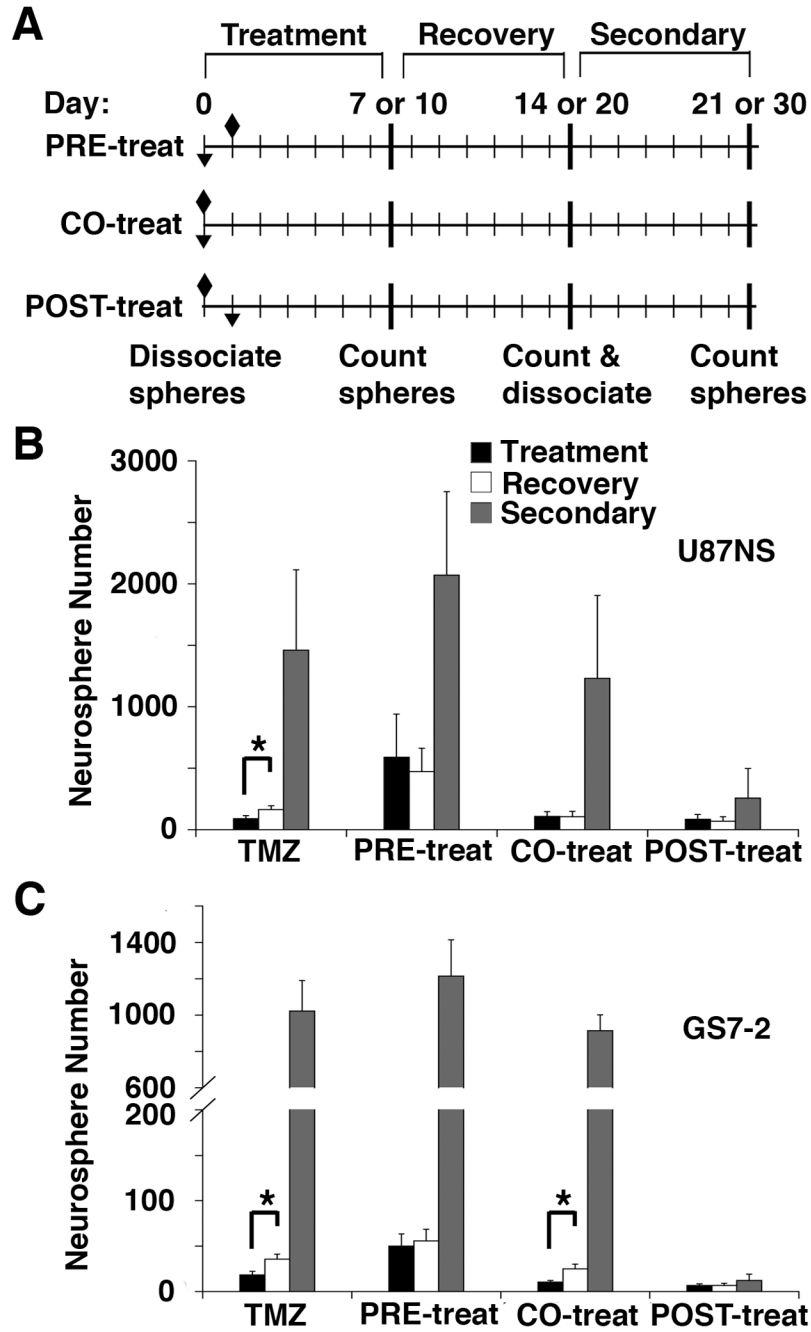 A
Treatment Recovery Secondary
Day: 0 7 or 10 14 or 20 21 or 30
PRE-treat
CO-treat
POST-treat
Dissociate spheres
Count spheres
Count & dissociate
Count spheres
B
Neurosphere Number
3000
2000
1000
0
Treatment
Recovery
Secondary
U87NS
*
TMZ PRE-treat CO-treat POST-treat
C
Neurosphere Number
1400
1000
600
200
100
0
GS7-2
* *
TMZ PRE-treat CO-treat POST-treat